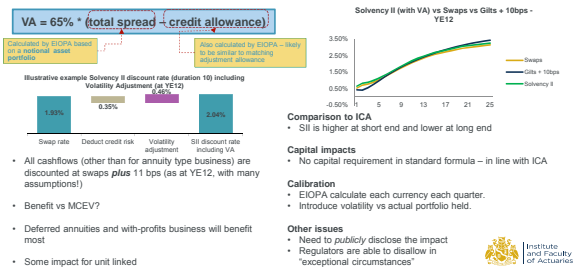 VA = 65% * (total spread – credit allowance)
Calculated by EIOPA based
on a notional asset
portfolio
Also calculated by EIOPA – likely
to be similar to matching
adjustment allowance
Illustrative example Solvency II discount rate (duration 10) including
Volatility Adjustment (at YE12)
1.93%
0.35%
0.46%
2.04%
Swap rate
Deduct credit risk
Volatility
adjustment
SII discount rate
including VA
• All cashflows (other than for annuity type business) are
discounted at swaps plus 11 bps (as at YE12, with many
assumptions!)
• Benefit vs MCEV?
• Deferred annuities and with-profits business will benefit
most
• Some impact for unit linked
Solvency II (with VA) vs Swaps vs Gilts + 10bps -
YE12
3.50%
2.50%
1.50%
0.50%
-0.50%
1
5
9
13
17
21
25
Swaps
Gilts + 10bps
Solvency II
Comparison to ICA
• SII is higher at short end and lower at long end
Capital impacts
• No capital requirement in standard formula – in line with ICA
Calibration
• EIOPA calculate each currency each quarter.
• Introduce volatility vs actual portfolio held.
Other issues
• Need to publicly disclose the impact
• Regulators are able to disallow in
"exceptional circumstances"
Institute
and Faculty
of Actuaries